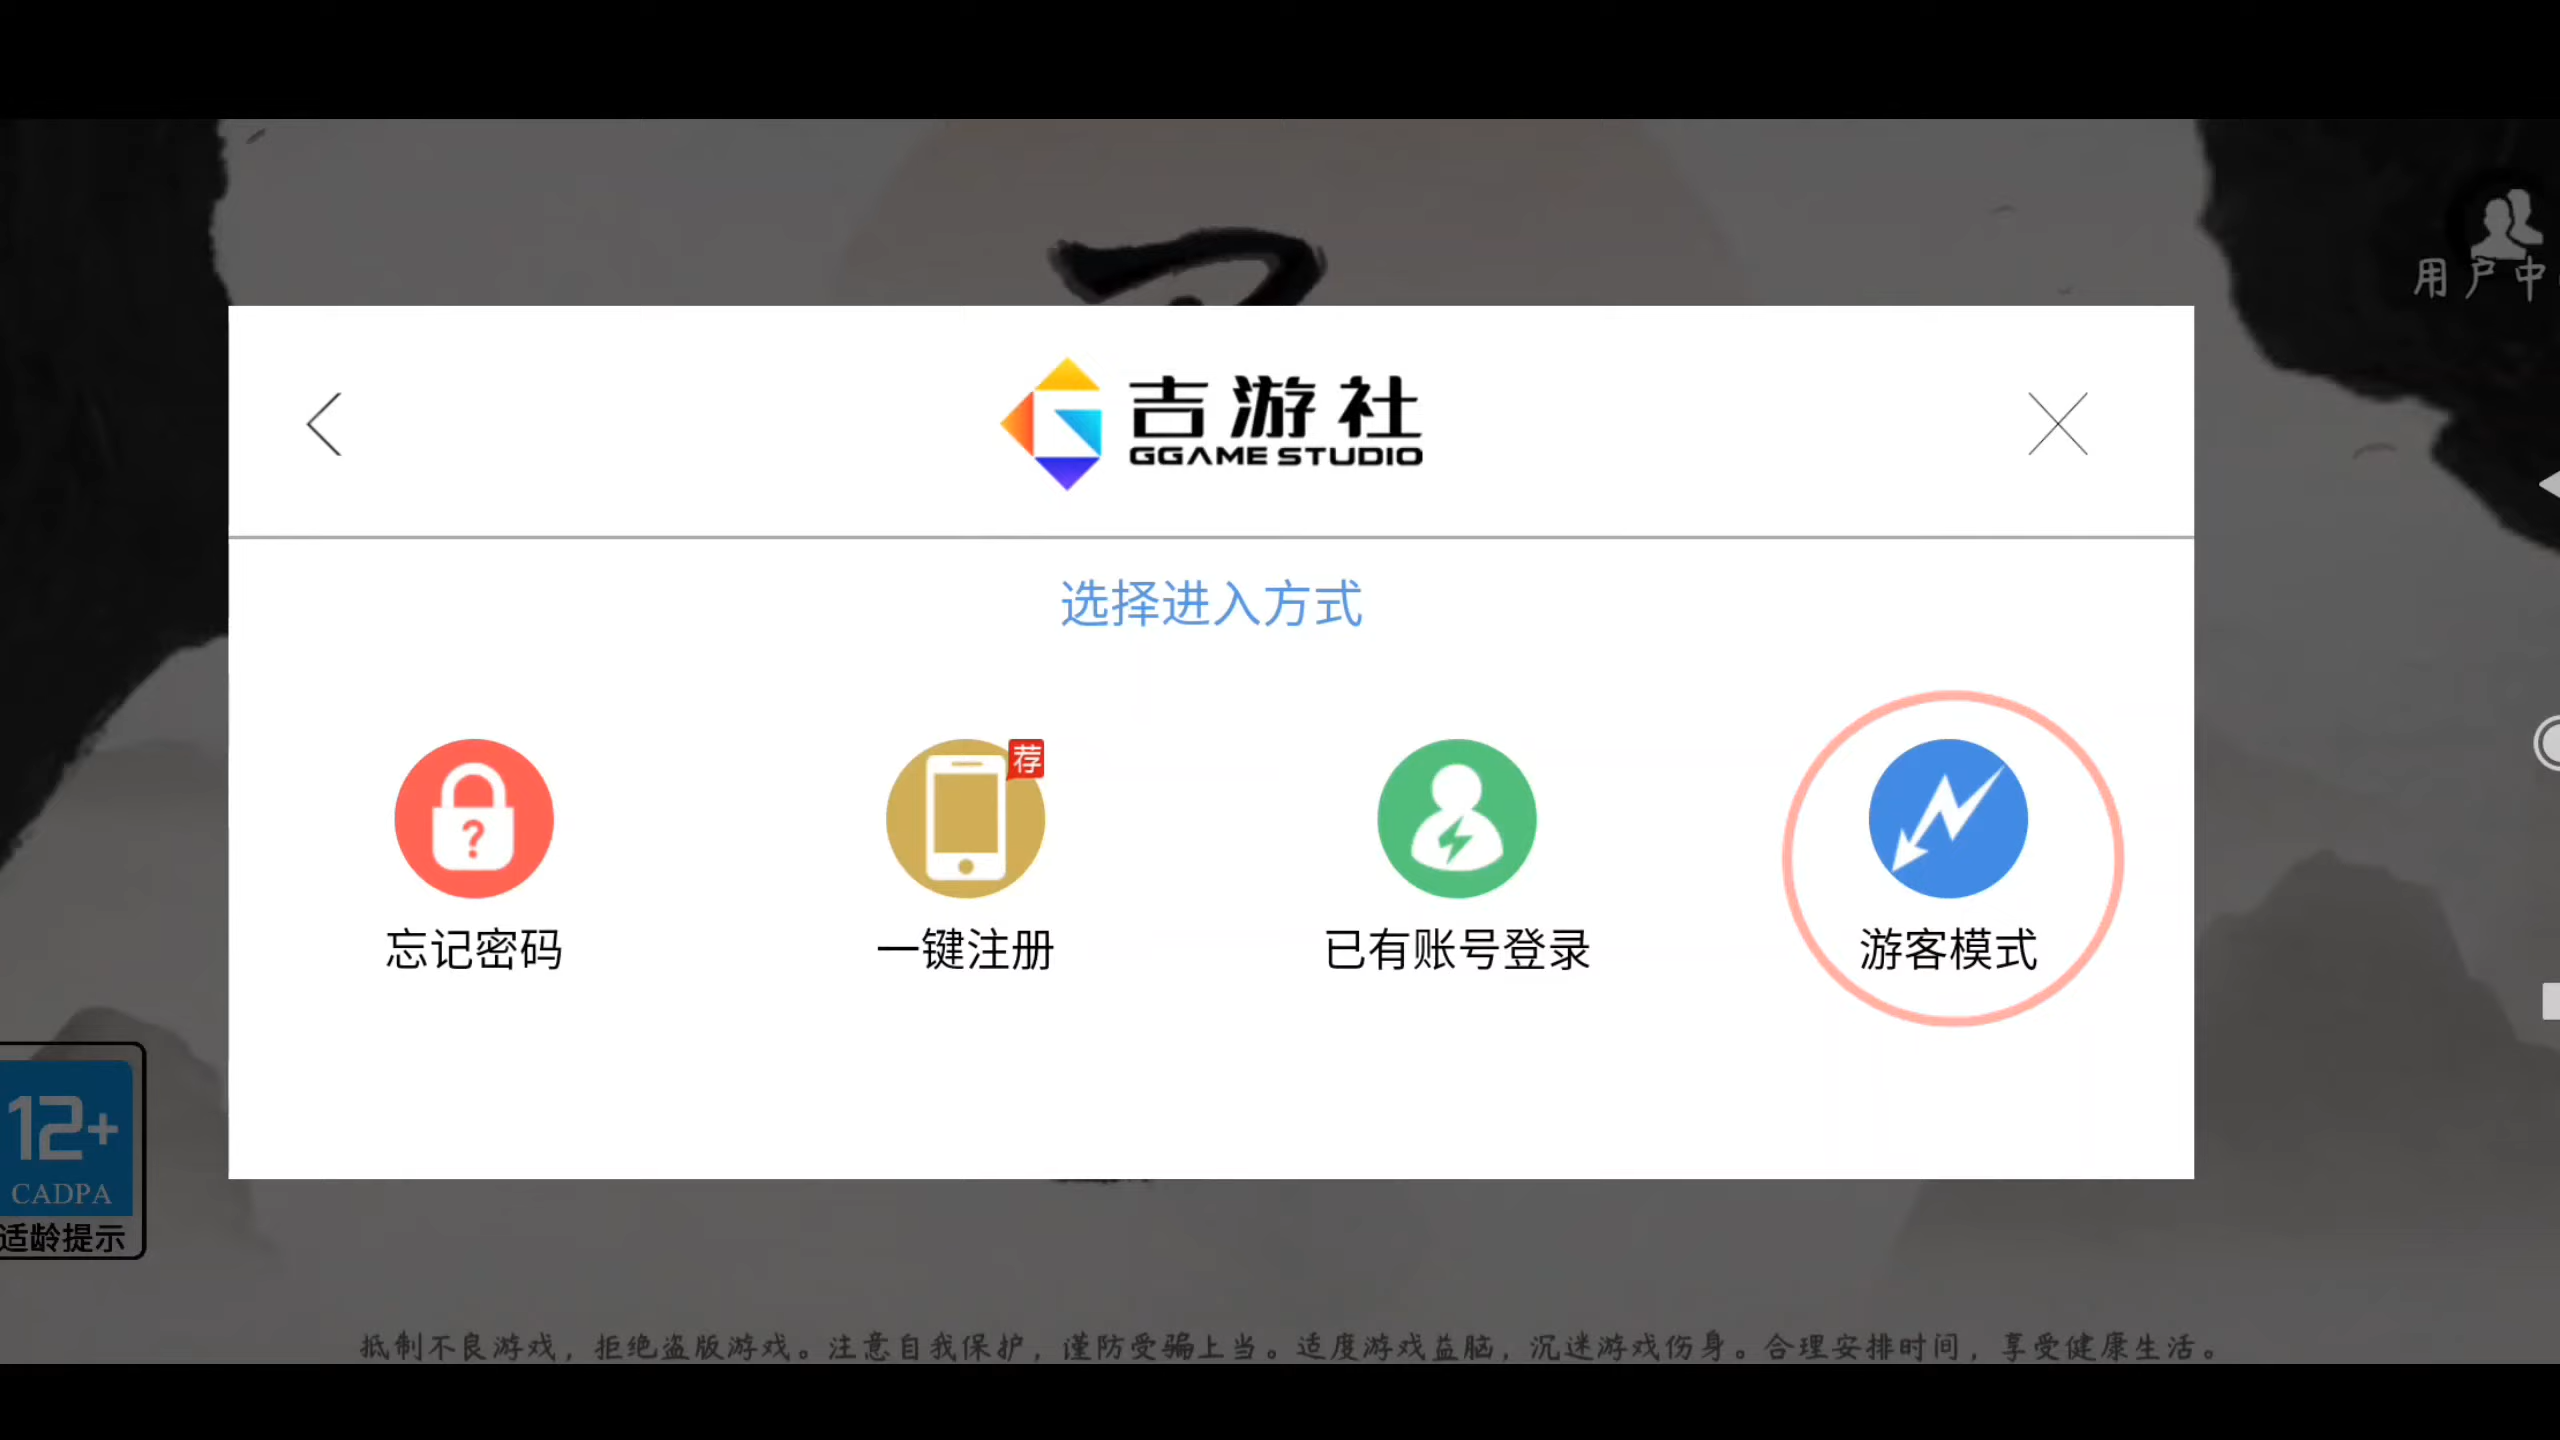 用户中
吉游社
GGAME STUDIO
选择进入方式
荐
忘记密码
一键注册
已有账号登录
游客模式
12+
CADPA
适龄提示
抵制不良游戏，拒绝盗版游戏。注意自我保护，谨防受骗上当。适度游戏益脑，沉迷游戏伤身。合理安排时间，享受健康生活。